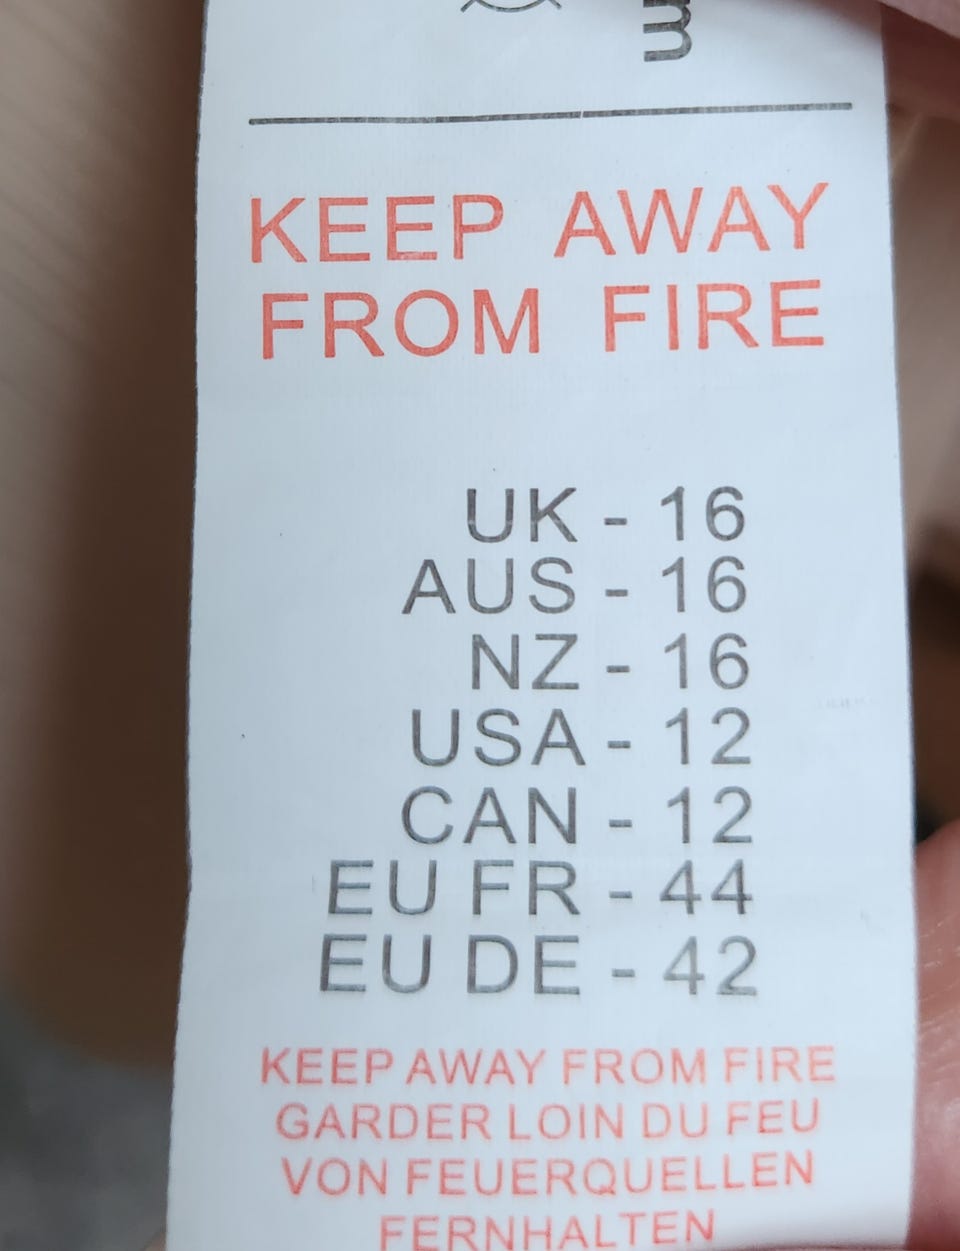 m
KEEP AWAY
FROM FIRE
UK - 16
AUS - 16
NZ - 16
USA - 12
CAN - 12
EU FR - 44
EU DE - 42
KEEP AWAY FROM FIRE
GARDER LOIN DU FEU
VON FEUERQUELLEN
FERNHALTEN